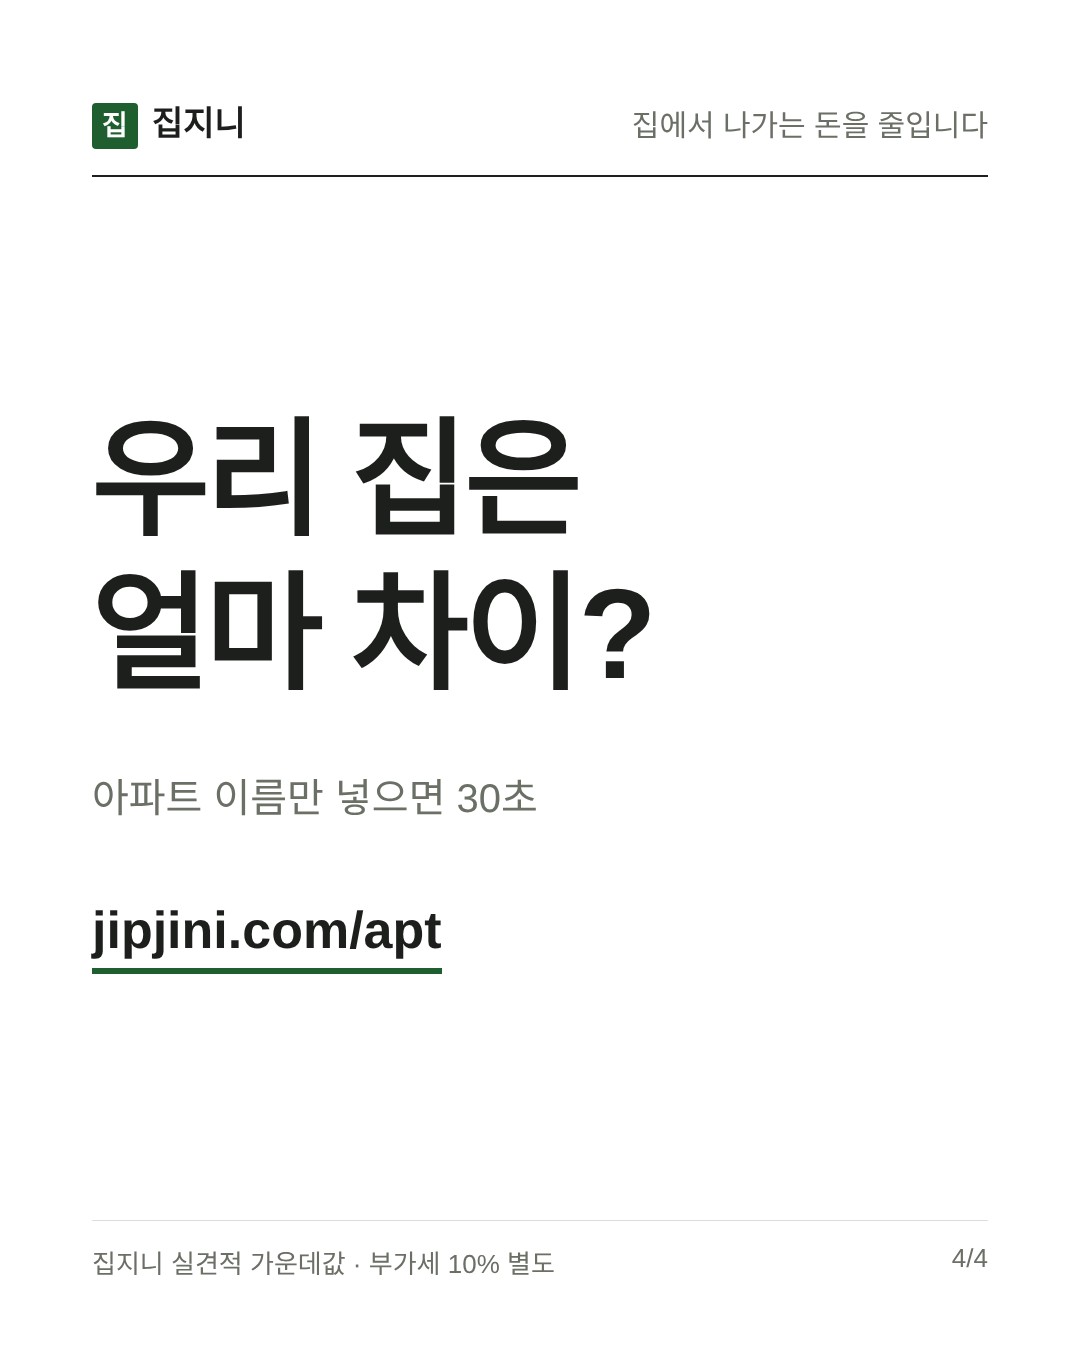 집 집지니
집에서 나가는 돈을 줄입니다
우리 집은
얼마 차이?
아파트 이름만 넣으면 30초
jipjini.com/apt
집지니 실견적 가운데값 · 부가세 10% 별도
4/4